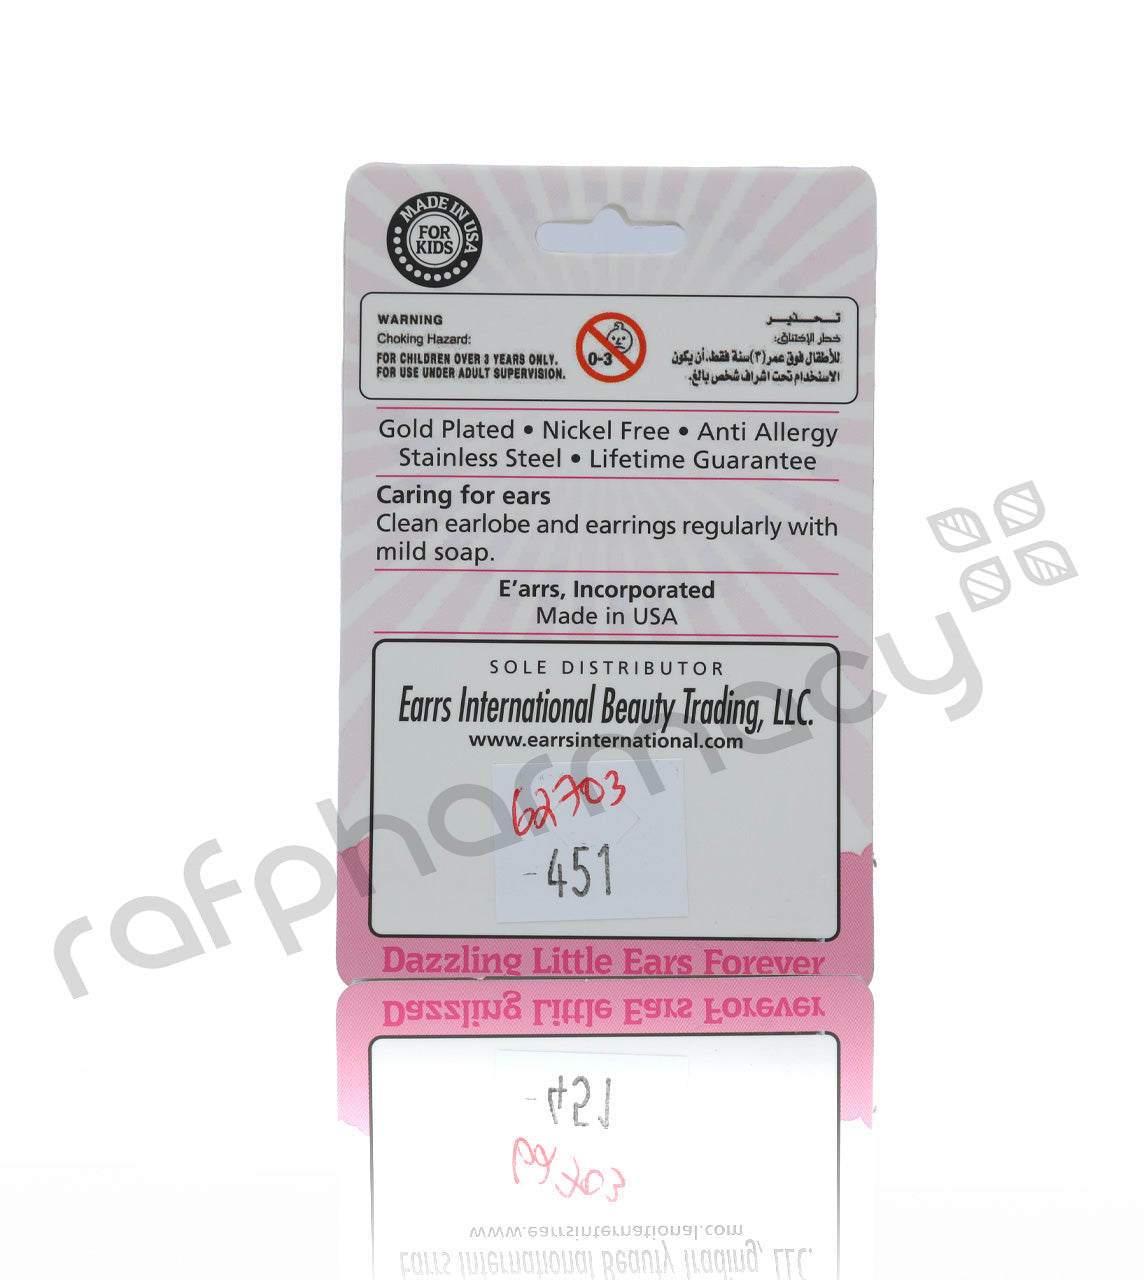 MADE IN USA
FOR
KIDS
WARNING
Choking Hazard:
FOR CHILDREN OVER 3 YEARS ONLY.
FOR USE UNDER ADULT SUPERVISION.
0-3
تحذير
خطر الإختناق:
للأطفال فوق عمر (٣) سنة فقط. أن يكون
الاستخدام تحت اشراف شخص بالغ.
Gold Plated • Nickel Free • Anti Allergy
Stainless Steel • Lifetime Guarantee
Caring for ears
Clean earlobe and earrings regularly with
mild soap.
E'arrs, Incorporated
Made in USA
SOLE DISTRIBUTOR
Earrs International Beauty Trading, LLC.
www.earrsinternational.com
62703
-451
Dazzling Little Ears Forever
rafpharmacy